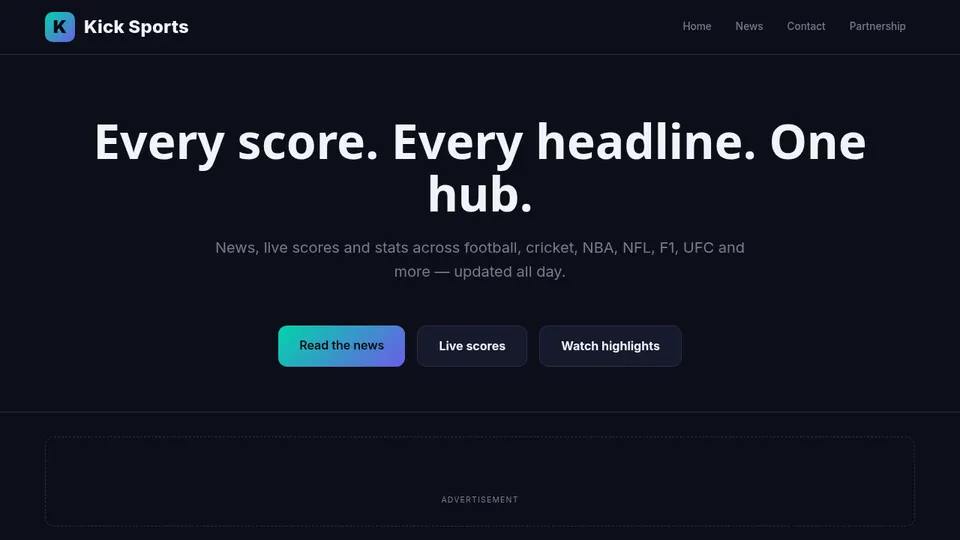 K Kick Sports
Home News Contact Partnership
Every score. Every headline. One
hub.
News, live scores and stats across football, cricket, NBA, NFL, F1, UFC and
more — updated all day.
Read the news Live scores Watch highlights
ADVERTISEMENT